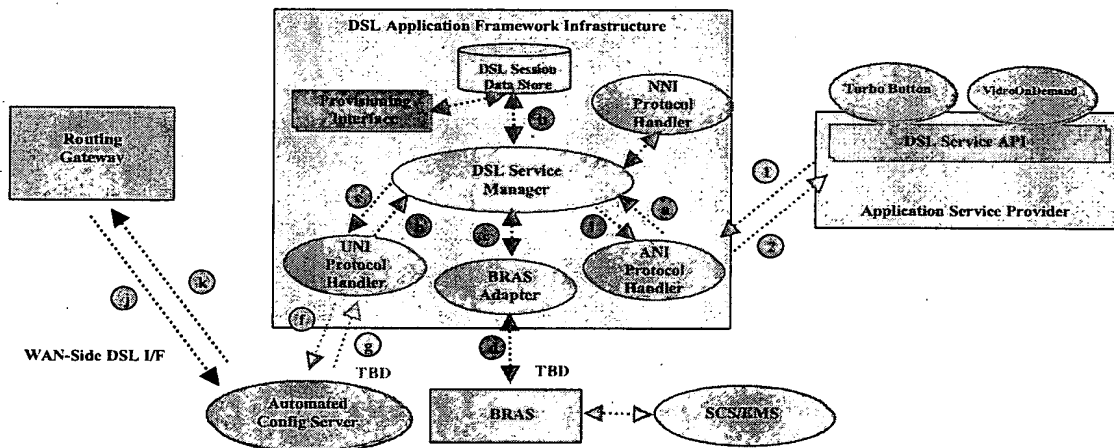 DSL Application Framework Infrastructure
DSL Session
Data Store
NNI
Protocol
Handler
Provisioning
Interface
Turbo Button
VidroOnDemand
DSL Service API
Application Service Provider
Routing
Gateway
DSL Service
Manager
1
2
b
a
UNI
Protocol
Handler
BRAS
Adapter
ANI
Protocol
Handler
k
j
f
g
d
WAN-Side DSL I/F
TBD
TBD
Automated
Config Server
BRAS
SCS/EMS